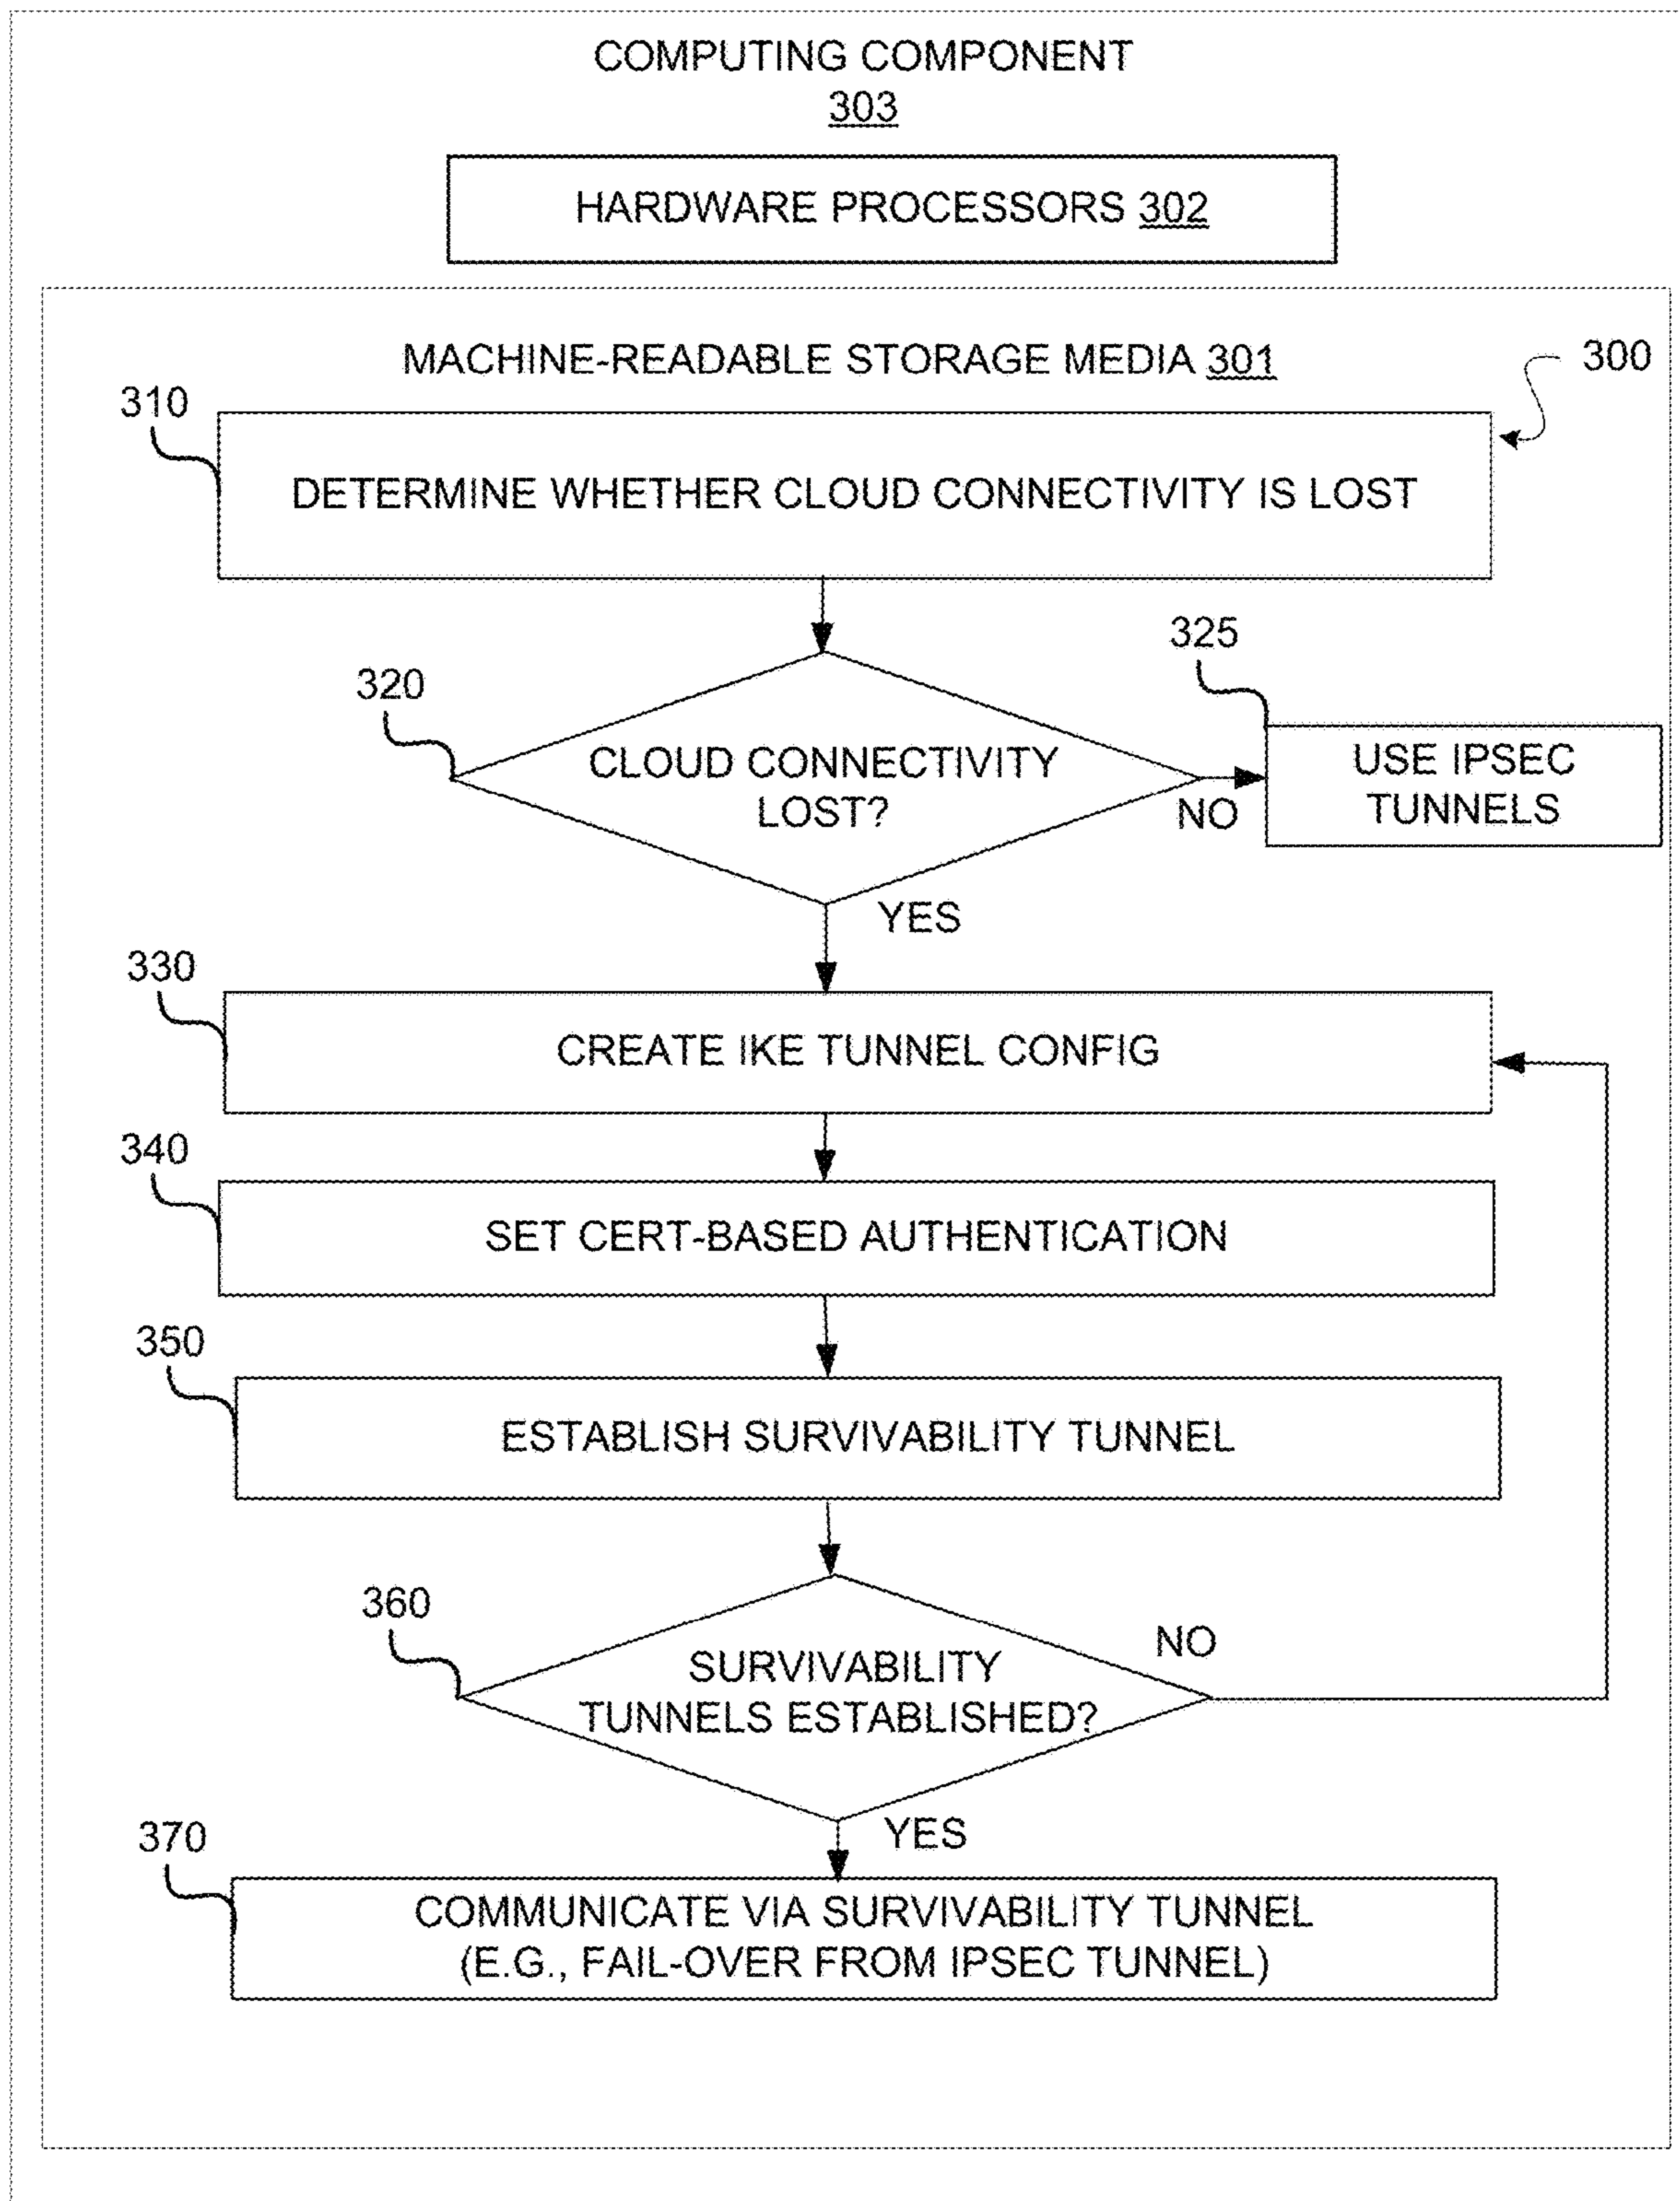 COMPUTING COMPONENT
303
HARDWARE PROCESSORS 302
MACHINE-READABLE STORAGE MEDIA 301
300
310
DETERMINE WHETHER CLOUD CONNECTIVITY IS LOST
320
CLOUD CONNECTIVITY
LOST?
NO
325
USE IPSEC
TUNNELS
YES
330
CREATE IKE TUNNEL CONFIG
340
SET CERT-BASED AUTHENTICATION
350
ESTABLISH SURVIVABILITY TUNNEL
360
SURVIVABILITY
TUNNELS ESTABLISHED?
NO
YES
370
COMMUNICATE VIA SURVIVABILITY TUNNEL
(E.G., FAIL-OVER FROM IPSEC TUNNEL)